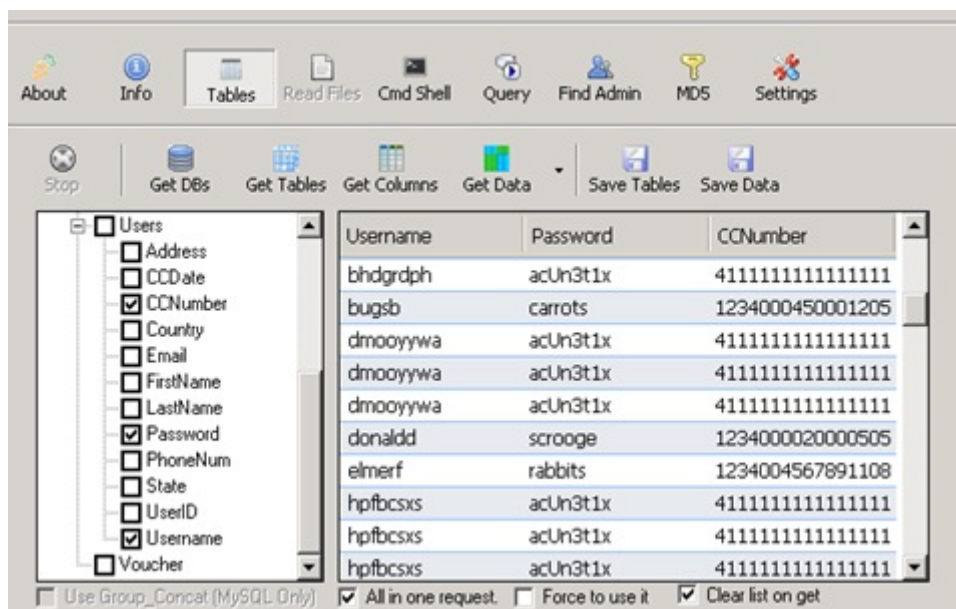 About Info Tables Read Files Cmd Shell Query Find Admin MD5 Settings
Stop Get DBs Get Tables Get Columns Get Data Save Tables Save Data
Users
Address
CCDate
CCNumber
Country
Email
FirstName
LastName
Password
PhoneNum
State
UserID
Username
Voucher
Username Password CCNumber
bhdgrdph acUn3t1x 4111111111111111
bugsb carrots 1234000450001205
dmooyywa acUn3t1x 4111111111111111
dmooyywa acUn3t1x 4111111111111111
dmooyywa acUn3t1x 4111111111111111
donaldd scrooge 1234000020000505
elmerf rabbits 1234004567891108
hpfbcsxs acUn3t1x 4111111111111111
hpfbcsxs acUn3t1x 4111111111111111
hpfbcsxs acUn3t1x 4111111111111111
Use Group_Concat (MySQL Only) All in one request. Force to use it Clear list on get